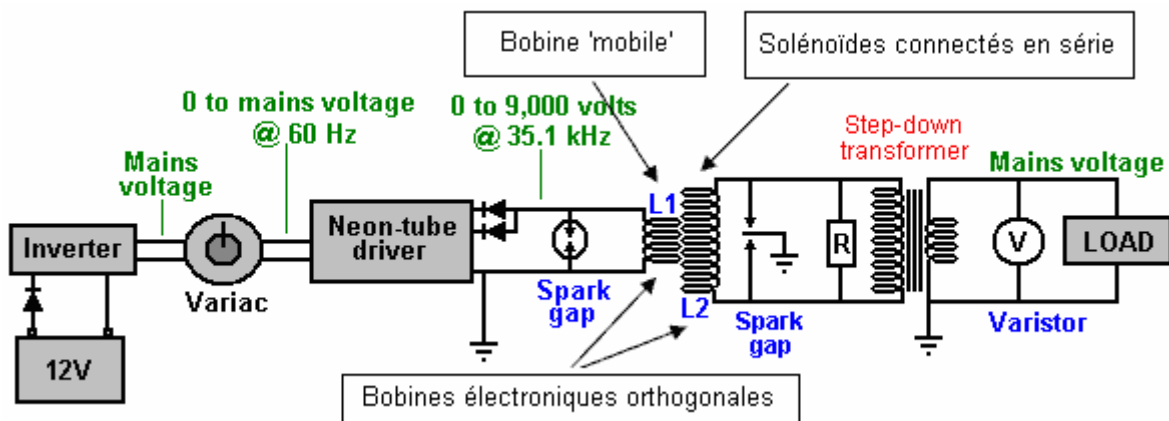 Bobine 'mobile'
Solénoïdes connectés en série
0 to mains voltage
@ 60 Hz
0 to 9,000 volts
@ 35.1 kHz
Step-down
transformer
Mains
voltage
Mains voltage
L1
Inverter
Neon-tube
driver
R
V
LOAD
Variac
Spark
gap
L2
Spark
gap
Varistor
12V
Bobines électroniques orthogonales